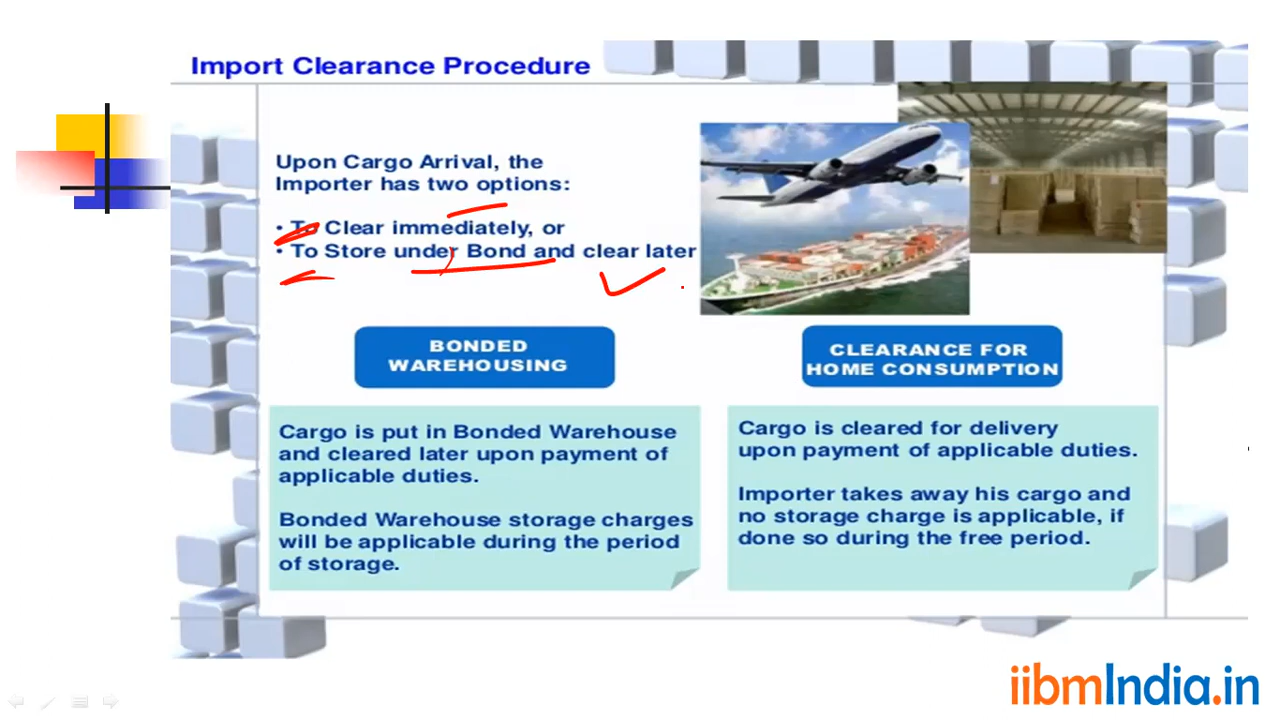 Import Clearance Procedure
Upon Cargo Arrival, the
Importer has two options:
• To Clear immediately, or
• To Store under Bond and clear later
BONDED
WAREHOUSING
Cargo is put in Bonded Warehouse
and cleared later upon payment of
applicable duties.
Bonded Warehouse storage charges
will be applicable during the period
of storage.
CLEARANCE FOR
HOME CONSUMPTION
Cargo is cleared for delivery
upon payment of applicable duties.
Importer takes away his cargo and
no storage charge is applicable, if
done so during the free period.
iibmIndia.in